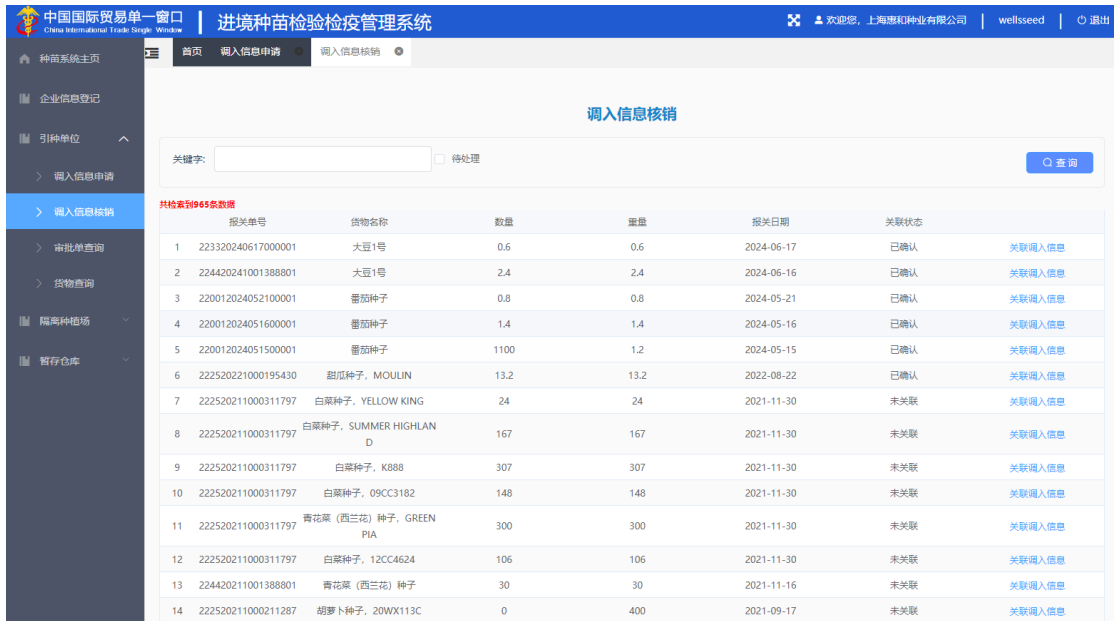 中国国际贸易单一窗口
China International Trade Single Window
进境种苗检验检疫管理系统
欢迎您，上海惠和种业有限公司
wellsseed
退出
种苗系统主页
企业信息登记
引种单位
调入信息申请
调入信息核销
审批单查询
货物查询
隔离种植场
暂存仓库
首页 调入信息申请 调入信息核销
调入信息核销
关键字: 待处理 查询
共检索到965条数据
报关单号 货物名称 数量 重量 报关日期 关联状态
1 223320240617000001 大豆1号 0.6 0.6 2024-06-17 已确认 关联调入信息
2 224420241001388801 大豆1号 2.4 2.4 2024-06-16 已确认 关联调入信息
3 220012024052100001 番茄种子 0.8 0.8 2024-05-21 已确认 关联调入信息
4 220012024051600001 番茄种子 1.4 1.4 2024-05-16 已确认 关联调入信息
5 220012024051500001 番茄种子 1100 1.2 2024-05-15 已确认 关联调入信息
6 222520221000195430 甜瓜种子，MOULIN 13.2 13.2 2022-08-22 已确认 关联调入信息
7 222520211000311797 白菜种子，YELLOW KING 24 24 2021-11-30 未关联 关联调入信息
8 222520211000311797 白菜种子，SUMMER HIGHLAN
D 167 167 2021-11-30 未关联 关联调入信息
9 222520211000311797 白菜种子，K888 307 307 2021-11-30 未关联 关联调入信息
10 222520211000311797 白菜种子，09CC3182 148 148 2021-11-30 未关联 关联调入信息
11 222520211000311797 青花菜（西兰花）种子，GREEN
PIA 300 300 2021-11-30 未关联 关联调入信息
12 222520211000311797 白菜种子，12CC4624 106 106 2021-11-30 未关联 关联调入信息
13 224420211001388801 青花菜（西兰花）种子 30 30 2021-11-16 未关联 关联调入信息
14 222520211000211287 胡萝卜种子，20WX113C 0 400 2021-09-17 未关联 关联调入信息